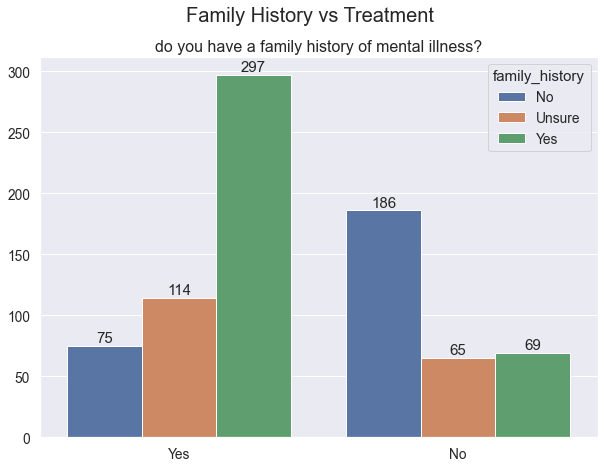 Family History vs Treatment
do you have a family history of mental illness?
300
250
200
150
100
50
0
297
186
114
75
65
69
family_history
No
Unsure
Yes
Yes
No